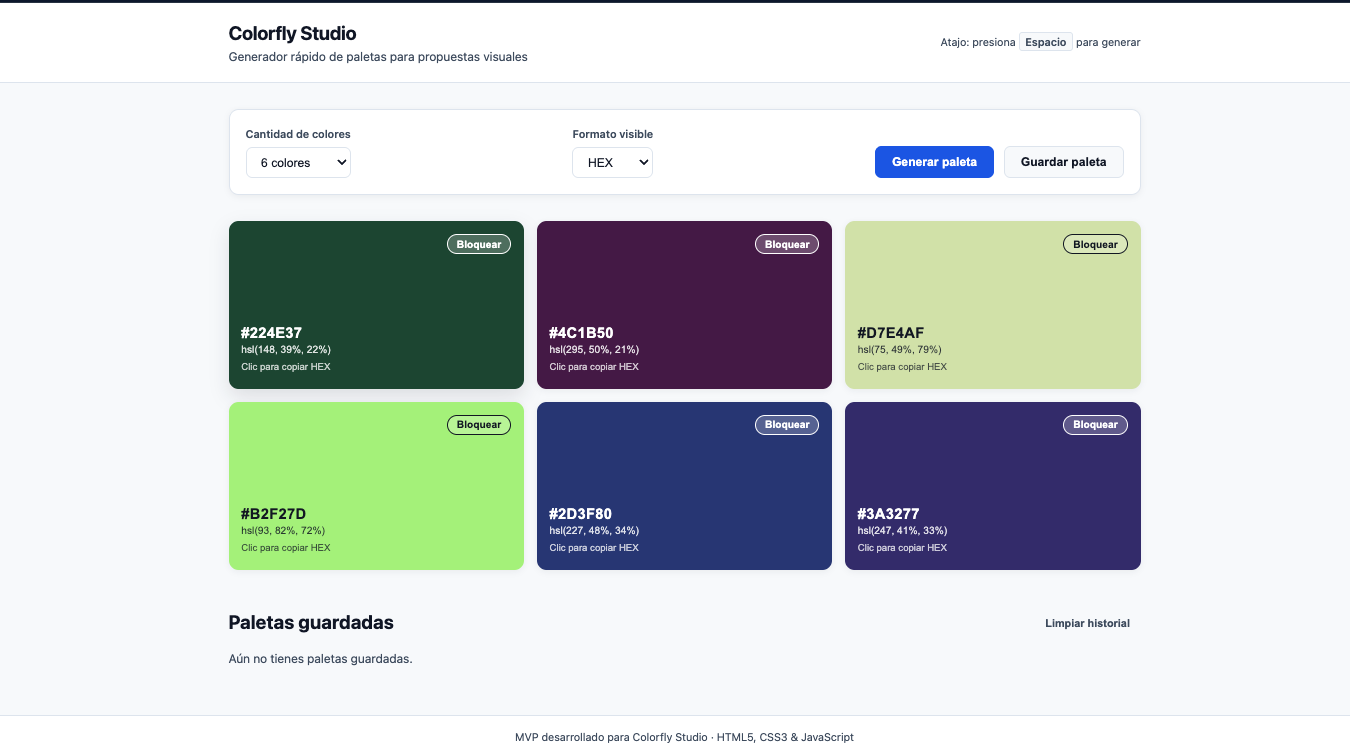 Colorfly Studio
Generador rápido de paletas para propuestas visuales
Atajo: presiona Espacio para generar
Cantidad de colores
6 colores
Formato visible
HEX
Generar paleta
Guardar paleta
Bloquear
#224E37
hsl(148, 39%, 22%)
Clic para copiar HEX
Bloquear
#4C1B50
hsl(295, 50%, 21%)
Clic para copiar HEX
Bloquear
#D7E4AF
hsl(75, 49%, 79%)
Clic para copiar HEX
Bloquear
#B2F27D
hsl(93, 82%, 72%)
Clic para copiar HEX
Bloquear
#2D3F80
hsl(227, 48%, 34%)
Clic para copiar HEX
Bloquear
#3A3277
hsl(247, 41%, 33%)
Clic para copiar HEX
Paletas guardadas
Limpiar historial
Aún no tienes paletas guardadas.
MVP desarrollado para Colorfly Studio · HTML5, CSS3 & JavaScript